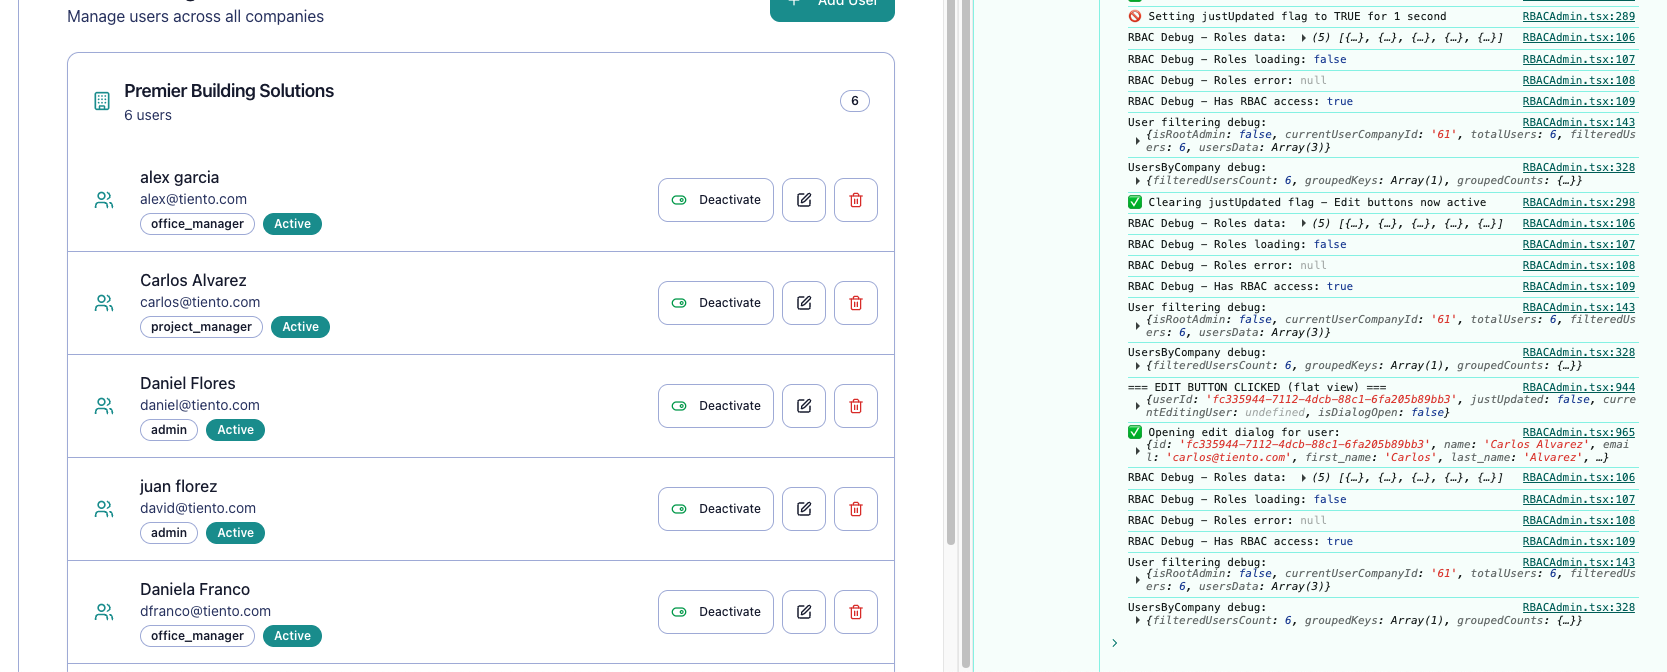 Manage users across all companies
Add User
Premier Building Solutions
6 users
6
alex garcia
alex@tiento.com
office_manager Active
Deactivate
Carlos Alvarez
carlos@tiento.com
project_manager Active
Deactivate
Daniel Flores
daniel@tiento.com
admin Active
Deactivate
juan florez
david@tiento.com
admin Active
Deactivate
Daniela Franco
dfranco@tiento.com
office_manager Active
Deactivate
Setting justUpdated flag to TRUE for 1 second RBACAdmin.tsx:289
RBAC Debug - Roles data: (5) [{…}, {…}, {…}, {…}, {…}] RBACAdmin.tsx:106
RBAC Debug - Roles loading: false RBACAdmin.tsx:107
RBAC Debug - Roles error: null RBACAdmin.tsx:108
RBAC Debug - Has RBAC access: true RBACAdmin.tsx:109
User filtering debug: RBACAdmin.tsx:143
{isRootAdmin: false, currentUserCompanyId: '61', totalUsers: 6, filteredUs
ers: 6, usersData: Array(3)}
UsersByCompany debug: RBACAdmin.tsx:328
{filteredUsersCount: 6, groupedKeys: Array(1), groupedCounts: {…}}
Clearing justUpdated flag - Edit buttons now active RBACAdmin.tsx:298
RBAC Debug - Roles data: (5) [{…}, {…}, {…}, {…}, {…}] RBACAdmin.tsx:106
RBAC Debug - Roles loading: false RBACAdmin.tsx:107
RBAC Debug - Roles error: null RBACAdmin.tsx:108
RBAC Debug - Has RBAC access: true RBACAdmin.tsx:109
User filtering debug: RBACAdmin.tsx:143
{isRootAdmin: false, currentUserCompanyId: '61', totalUsers: 6, filteredUs
ers: 6, usersData: Array(3)}
UsersByCompany debug: RBACAdmin.tsx:328
{filteredUsersCount: 6, groupedKeys: Array(1), groupedCounts: {…}}
=== EDIT BUTTON CLICKED (flat view) === RBACAdmin.tsx:944
{userId: 'fc335944-7112-4dcb-88c1-6fa205b89bb3', justUpdated: false, curre
ntEditingUser: undefined, isDialogOpen: false}
Opening edit dialog for user: RBACAdmin.tsx:965
{id: 'fc335944-7112-4dcb-88c1-6fa205b89bb3', name: 'Carlos Alvarez', emai
l: 'carlos@tiento.com', first_name: 'Carlos', last_name: 'Alvarez', …}
RBAC Debug - Roles data: (5) [{…}, {…}, {…}, {…}, {…}] RBACAdmin.tsx:106
RBAC Debug - Roles loading: false RBACAdmin.tsx:107
RBAC Debug - Roles error: null RBACAdmin.tsx:108
RBAC Debug - Has RBAC access: true RBACAdmin.tsx:109
User filtering debug: RBACAdmin.tsx:143
{isRootAdmin: false, currentUserCompanyId: '61', totalUsers: 6, filteredUs
ers: 6, usersData: Array(3)}
UsersByCompany debug: RBACAdmin.tsx:328
{filteredUsersCount: 6, groupedKeys: Array(1), groupedCounts: {…}}